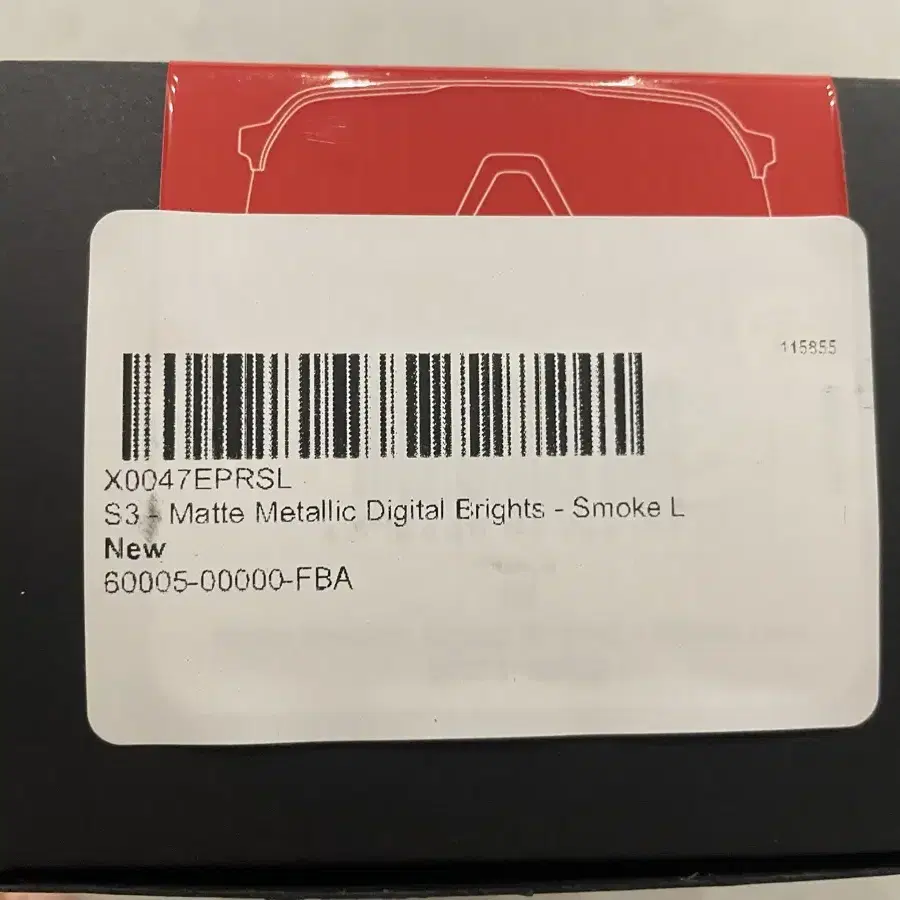 115855
X0047EPRSL
S3 - Matte Metallic Digital Brights - Smoke L
New
60005-00000-FBA